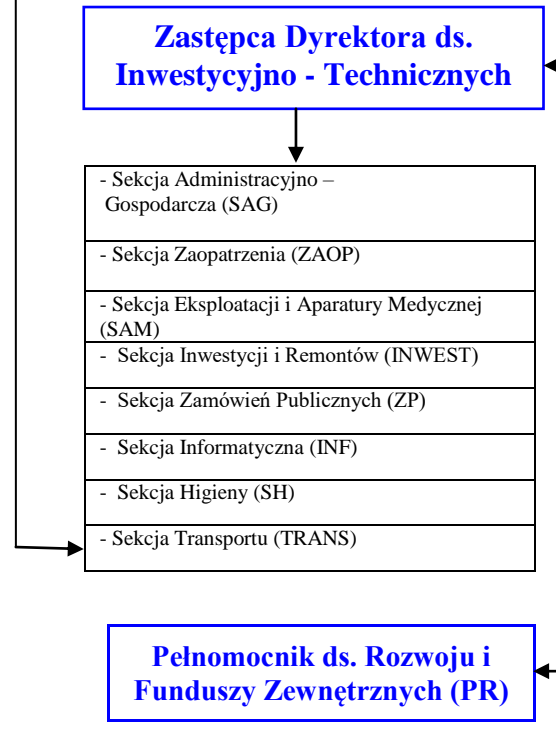 Zastępca Dyrektora ds.
Inwestycyjno - Technicznych
- Sekcja Administracyjno –
Gospodarcza (SAG)
- Sekcja Zaopatrzenia (ZAOP)
- Sekcja Eksploatacji i Aparatury Medycznej
(SAM)
- Sekcja Inwestycji i Remontów (INWEST)
- Sekcja Zamówień Publicznych (ZP)
- Sekcja Informatyczna (INF)
- Sekcja Higieny (SH)
- Sekcja Transportu (TRANS)
Pełnomocnik ds. Rozwoju i
Funduszy Zewnętrznych (PR)